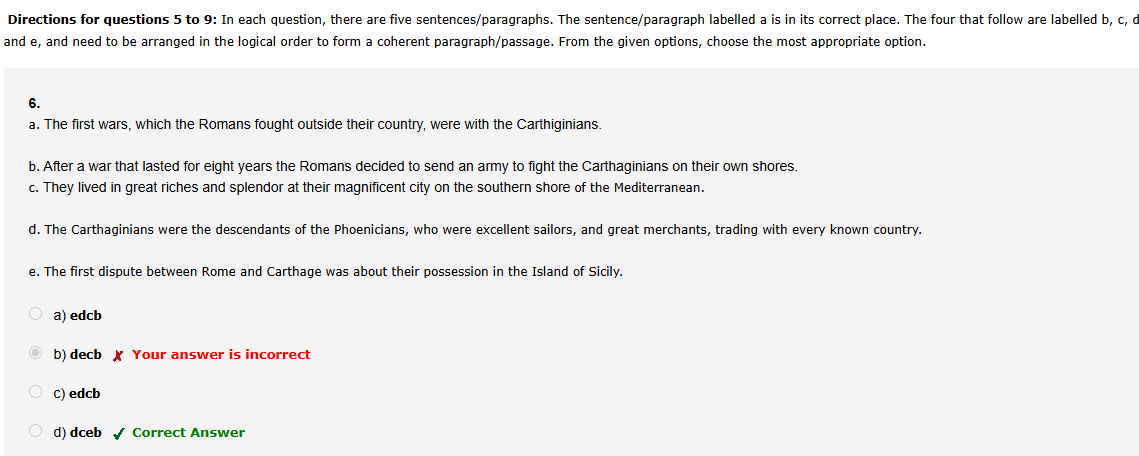 Directions for questions 5 to 9: In each question, there are five sentences/paragraphs. The sentence/paragraph labelled a is in its correct place. The four that follow are labelled b, c, d
and e, and need to be arranged in the logical order to form a coherent paragraph/passage. From the given options, choose the most appropriate option.
6.
a. The first wars, which the Romans fought outside their country, were with the Carthiginians.
b. After a war that lasted for eight years the Romans decided to send an army to fight the Carthaginians on their own shores.
c. They lived in great riches and splendor at their magnificent city on the southern shore of the Mediterranean.
d. The Carthaginians were the descendants of the Phoenicians, who were excellent sailors, and great merchants, trading with every known country.
e. The first dispute between Rome and Carthage was about their possession in the Island of Sicily.
a) edcb
b) decb ✗ Your answer is incorrect
c) edcb
d) dceb ✓ Correct Answer